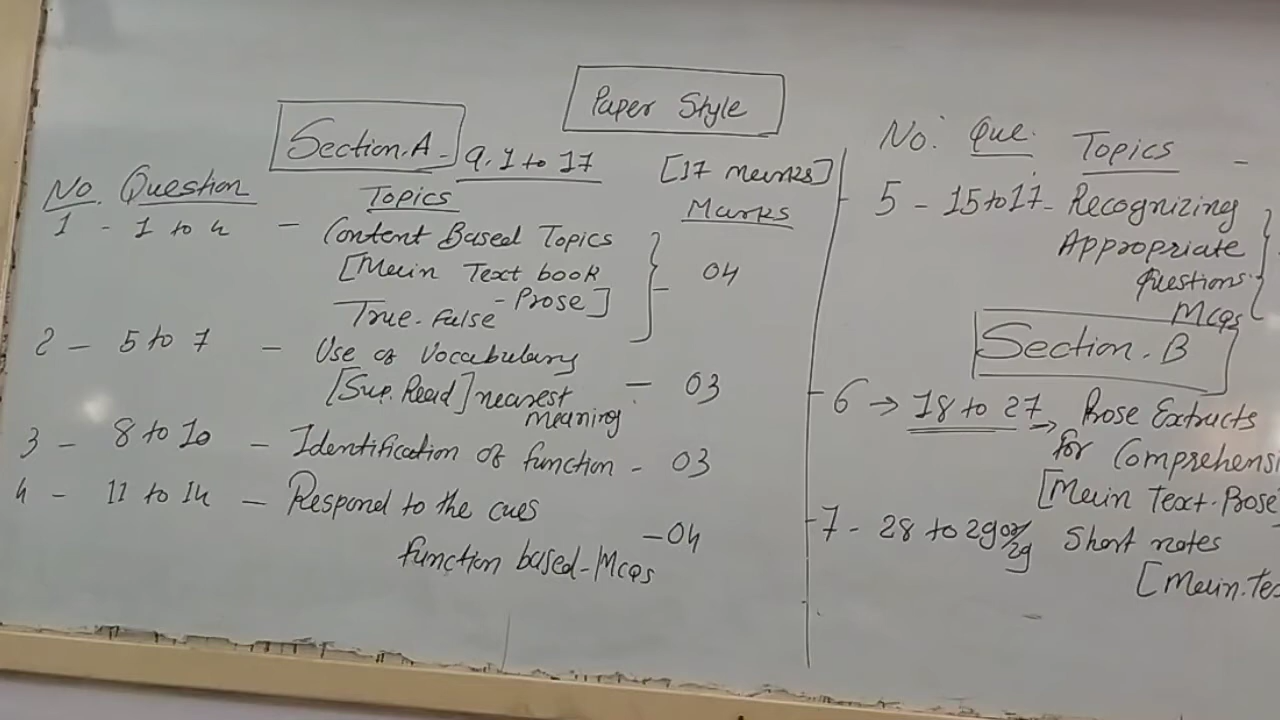 Paper Style
Section.A - Q. 1 to 17 [17 Marks]
No. Question Topics Marks
1 - 1 to 4 - Content Based Topics
[Main Text book
- Prose] 04
True. False
2 - 5 to 7 - Use of Vocabulary
[Sup. Read] nearest - 03
meaning
3 - 8 to 10 - Identification of function - 03
4 - 11 to 14 - Respond to the cues
function based - MCQs - 04
No. Que. Topics -
5 - 15 to 17 - Recognizing
Appropriate
Questions
MCQs
Section. B
6 → 18 to 27 → Prose Extracts
for Comprehensi
[Main Text. Prose
7 - 28 to 29 or/29 Short notes
[Main. Te